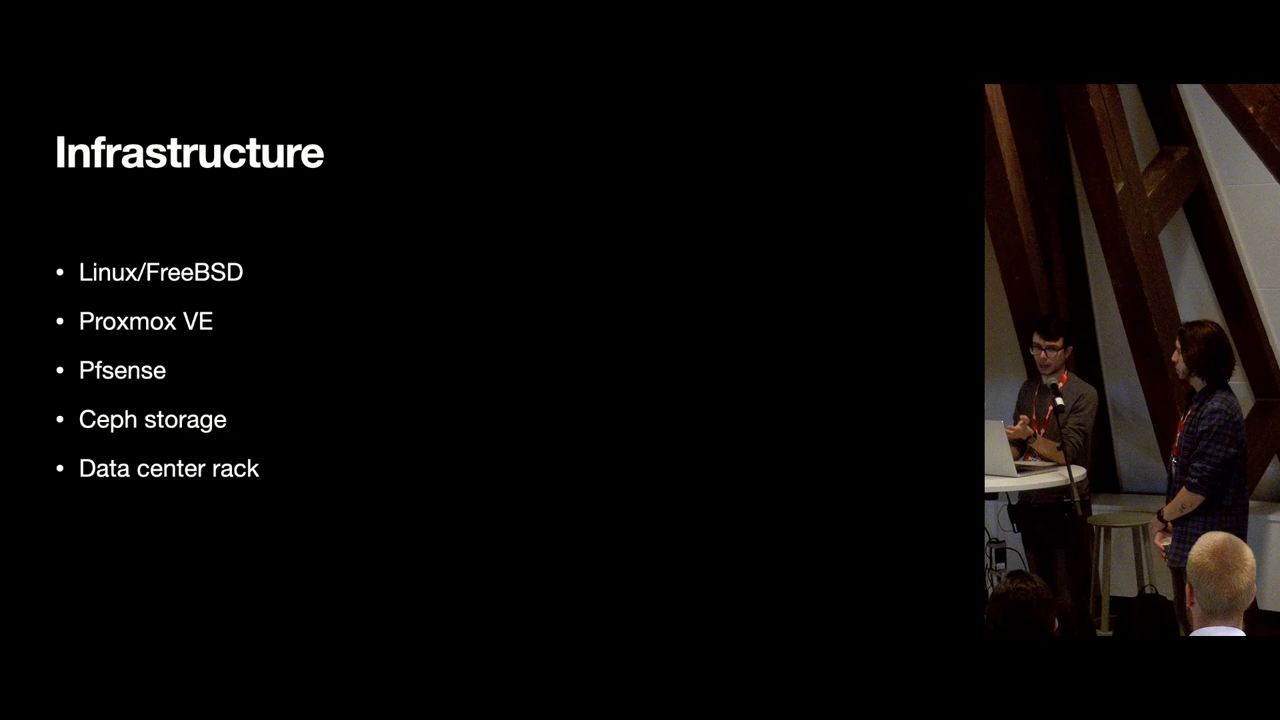 Infrastructure
• Linux/FreeBSD
• Proxmox VE
• Pfsense
• Ceph storage
• Data center rack